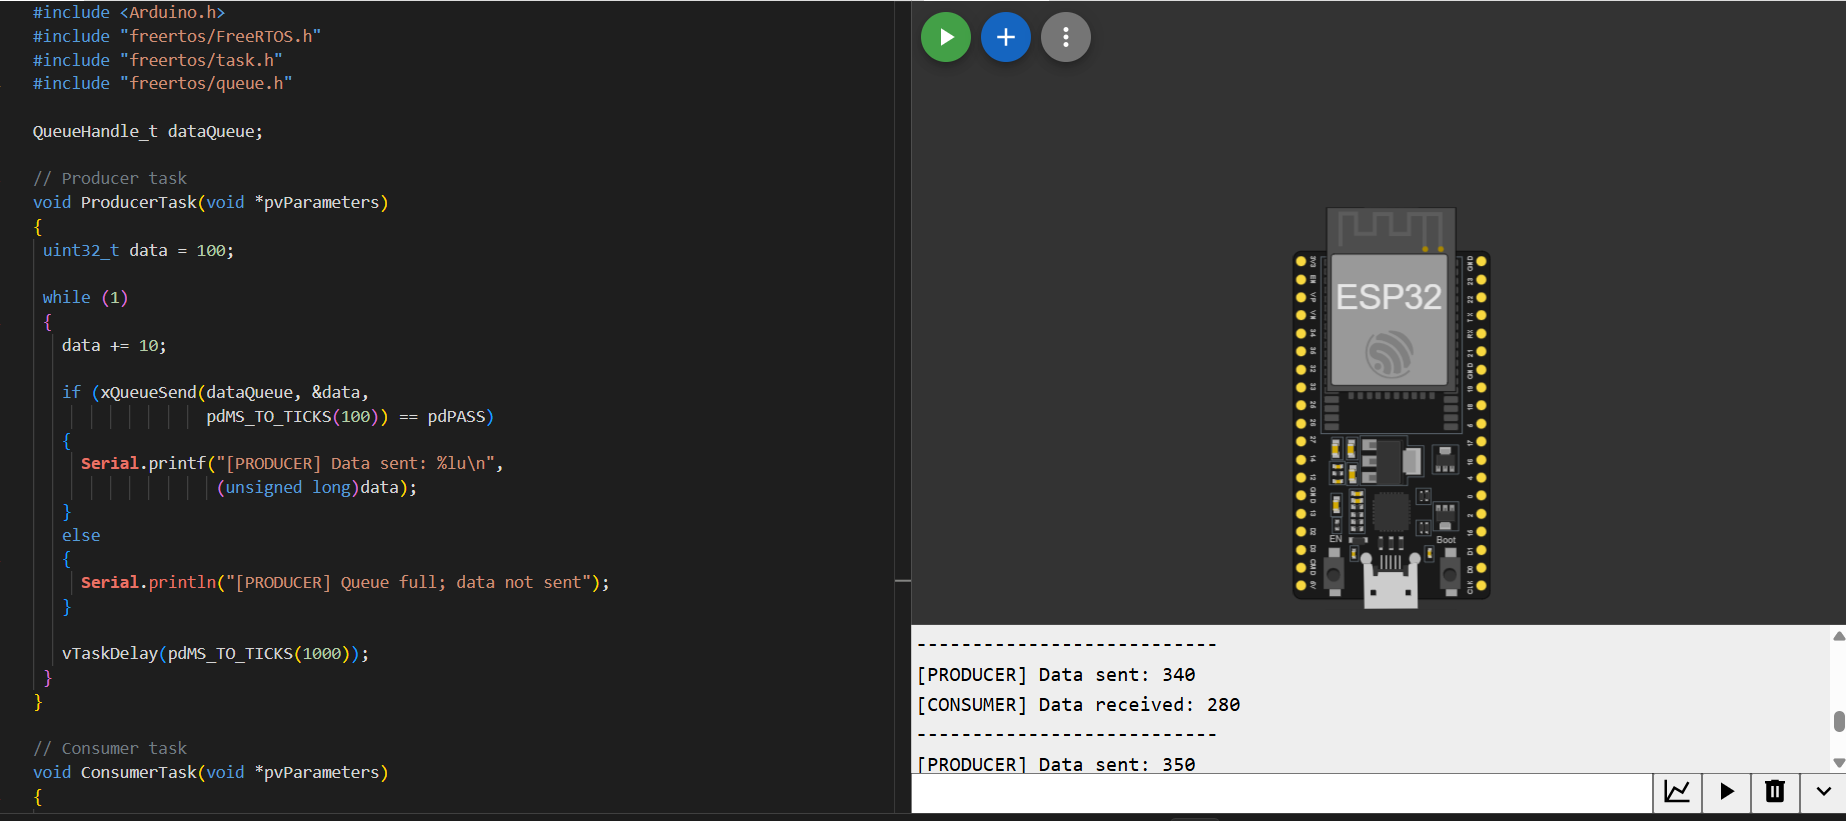 #include <Arduino.h>
#include "freertos/FreeRTOS.h"
#include "freertos/task.h"
#include "freertos/queue.h"
QueueHandle_t dataQueue;
// Producer task
void ProducerTask(void *pvParameters)
{
uint32_t data = 100;
while (1)
{
data += 10;
if (xQueueSend(dataQueue, &data,
pdMS_TO_TICKS(100)) == pdPASS)
{
Serial.printf("[PRODUCER] Data sent: %lu\n",
(unsigned long)data);
}
else
{
Serial.println("[PRODUCER] Queue full; data not sent");
}
vTaskDelay(pdMS_TO_TICKS(1000));
}
}
// Consumer task
void ConsumerTask(void *pvParameters)
{
ESP32
EN
Boot
---------------------------
[PRODUCER] Data sent: 340
[CONSUMER] Data received: 280
---------------------------
[PRODUCER] Data sent: 350